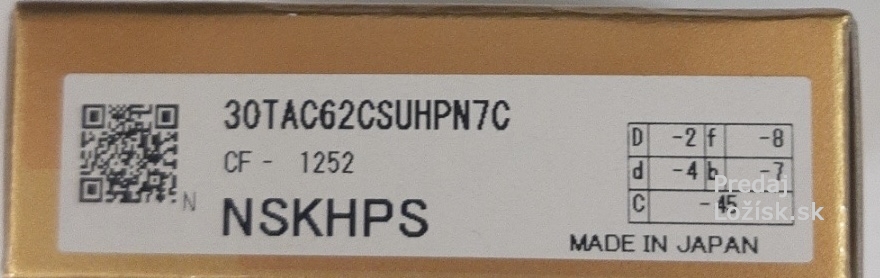 30TAC62CSUHPN7C
CF - 1252
N
NSKHPS
D -2 f -8
d -4 b -7
C -45
MADE IN JAPAN
Predaj
Ložísk.sk